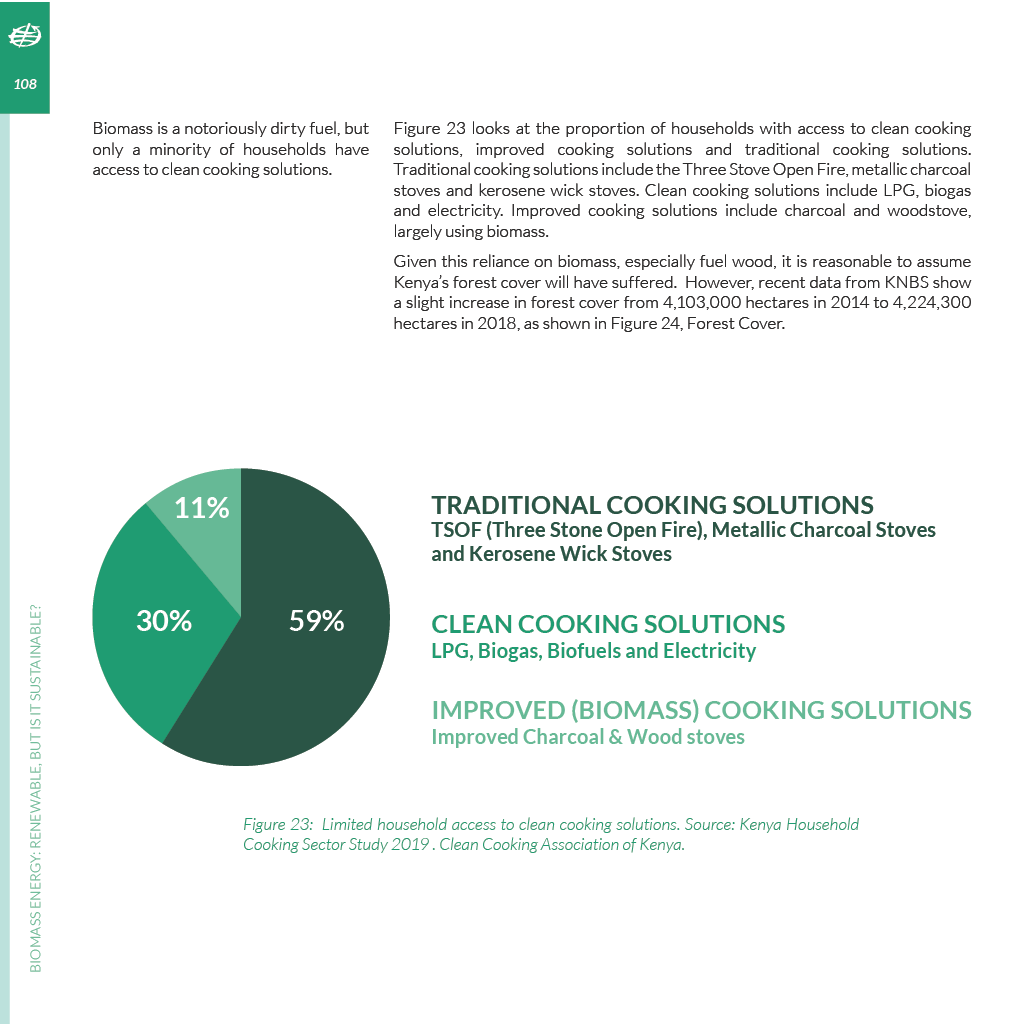 108
Biomass is a notoriously dirty fuel, but
only a minority of households have
access to clean cooking solutions.
Figure 23 looks at the proportion of households with access to clean cooking
solutions, improved cooking solutions and traditional cooking solutions.
Traditional cooking solutions include the Three Stove Open Fire, metallic charcoal
stoves and kerosene wick stoves. Clean cooking solutions include LPG, biogas
and electricity. Improved cooking solutions include charcoal and woodstove,
largely using biomass.
Given this reliance on biomass, especially fuel wood, it is reasonable to assume
Kenya's forest cover will have suffered. However, recent data from KNBS show
a slight increase in forest cover from 4,103,000 hectares in 2014 to 4,224,300
hectares in 2018, as shown in Figure 24, Forest Cover.
11%
30%
59%
TRADITIONAL COOKING SOLUTIONS
TSOF (Three Stone Open Fire), Metallic Charcoal Stoves
and Kerosene Wick Stoves
CLEAN COOKING SOLUTIONS
LPG, Biogas, Biofuels and Electricity
IMPROVED (BIOMASS) COOKING SOLUTIONS
Improved Charcoal & Wood stoves
Figure 23: Limited household access to clean cooking solutions. Source: Kenya Household
Cooking Sector Study 2019 . Clean Cooking Association of Kenya.
BIOMASS ENERGY: RENEWABLE, BUT IS IT SUSTAINABLE?